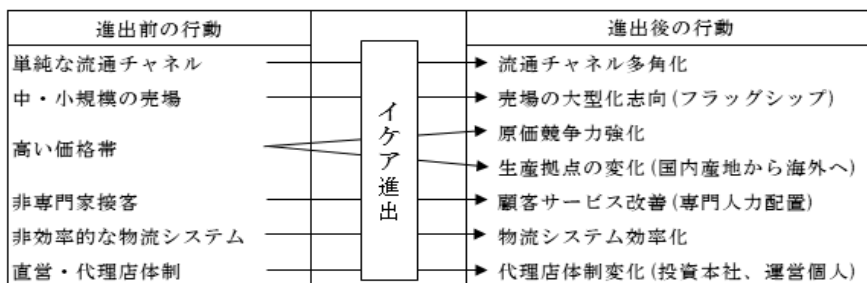 進出前の行動
進出後の行動
単純な流通チャネル
流通チャネル多角化
中・小規模の売場
売場の大型化志向(フラッグシップ)
高い価格帯
原価競争力強化
生産拠点の変化(国内産地から海外へ)
非専門家接客
顧客サービス改善(専門人力配置)
非効率的な物流システム
物流システム効率化
直営・代理店体制
代理店体制変化(投資本社、運営個人)
イケア進出